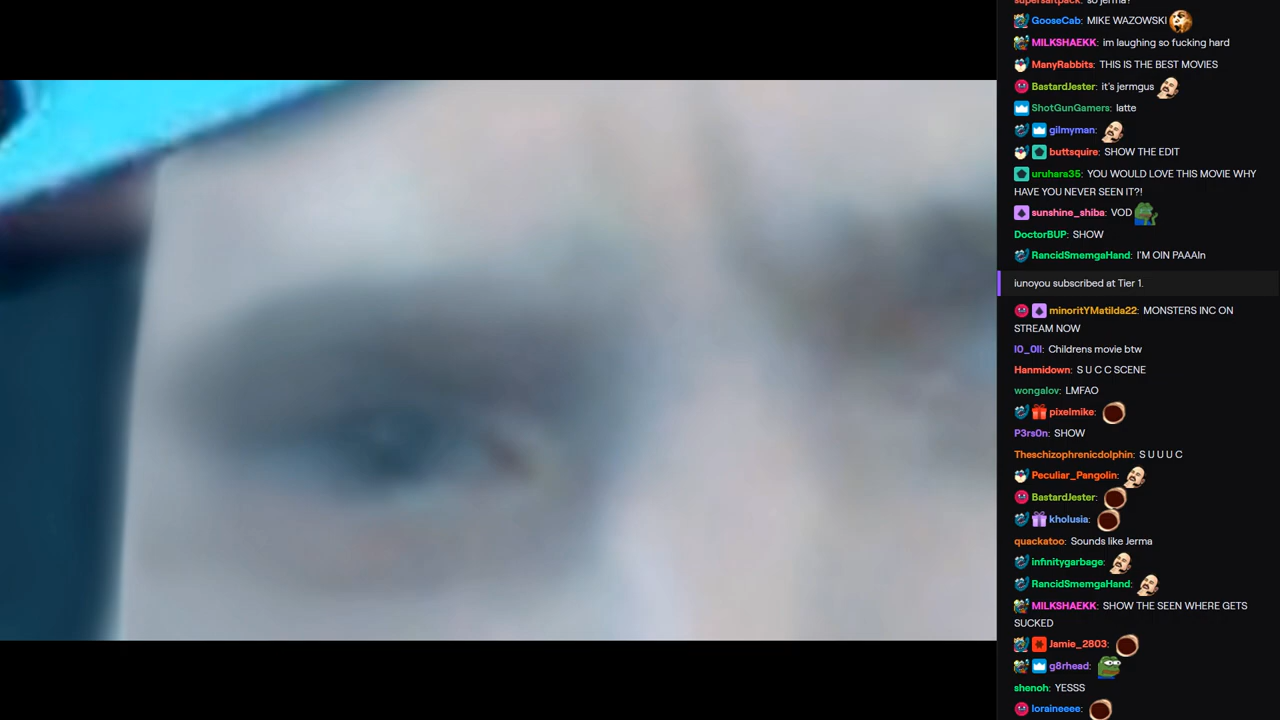 supersaltpack: so jerma?
GooseCab: MIKE WAZOWSKI
MILKSHAEKK: im laughing so fucking hard
ManyRabbits: THIS IS THE BEST MOVIES
BastardJester: it's jermgus
ShotGunGamers: latte
gilmyman:
buttsquire: SHOW THE EDIT
uruhara35: YOU WOULD LOVE THIS MOVIE WHY
HAVE YOU NEVER SEEN IT?!
sunshine_shiba: VOD
DoctorBUP: SHOW
RancidSmemgaHand: I'M OIN PAAAIn
iunoyou subscribed at Tier 1.
minoritYMatilda22: MONSTERS INC ON
STREAM NOW
l0_0ll: Childrens movie btw
Hanmidown: S U C C SCENE
wongalov: LMFAO
pixelmike:
P3rs0n: SHOW
Theschizophrenicdolphin: S U U U C
Peculiar_Pangolin:
BastardJester:
kholusia:
quackatoo: Sounds like Jerma
infinitygarbage:
RancidSmemgaHand:
MILKSHAEKK: SHOW THE SEEN WHERE GETS
SUCKED
Jamie_2803:
g8rhead:
shenoh: YESSS
loraineeee: